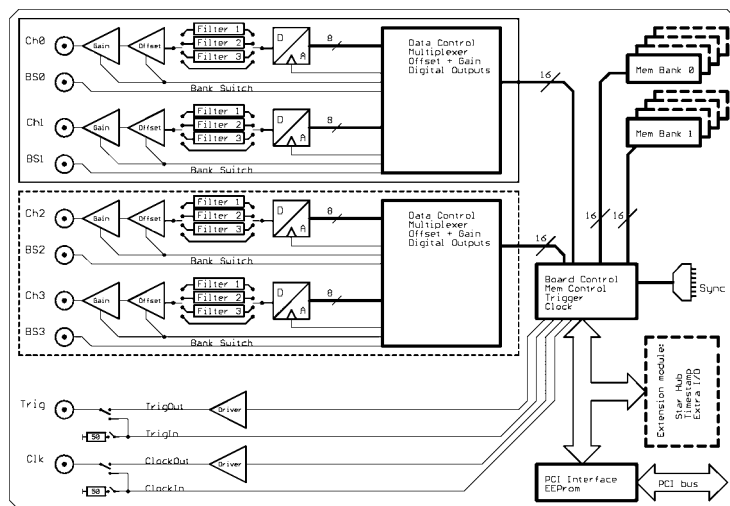 Ch0
Gain
Offset
Filter 1
Filter 2
Filter 3
D
A
8
Data Control
Multiplexer
Offset + Gain
Digital Outputs
BS0
Bank Switch
Ch1
Gain
Offset
Filter 1
Filter 2
Filter 3
D
A
8
BS1
Bank Switch
16
Mem Bank 0
Mem Bank 1
Ch2
Gain
Offset
Filter 1
Filter 2
Filter 3
D
A
8
Data Control
Multiplexer
Offset + Gain
Digital Outputs
BS2
Bank Switch
Ch3
Gain
Offset
Filter 1
Filter 2
Filter 3
D
A
8
BS3
Bank Switch
16
16
16
Board Control
Mem Control
Trigger
Clock
Sync
Extension module:
Star Hub
Timestamp
Extra I/O
Trig
TrigOut
Driver
50
TrigIn
Clk
ClockOut
Driver
50
ClockIn
PCI Interface
EEProm
PCI bus